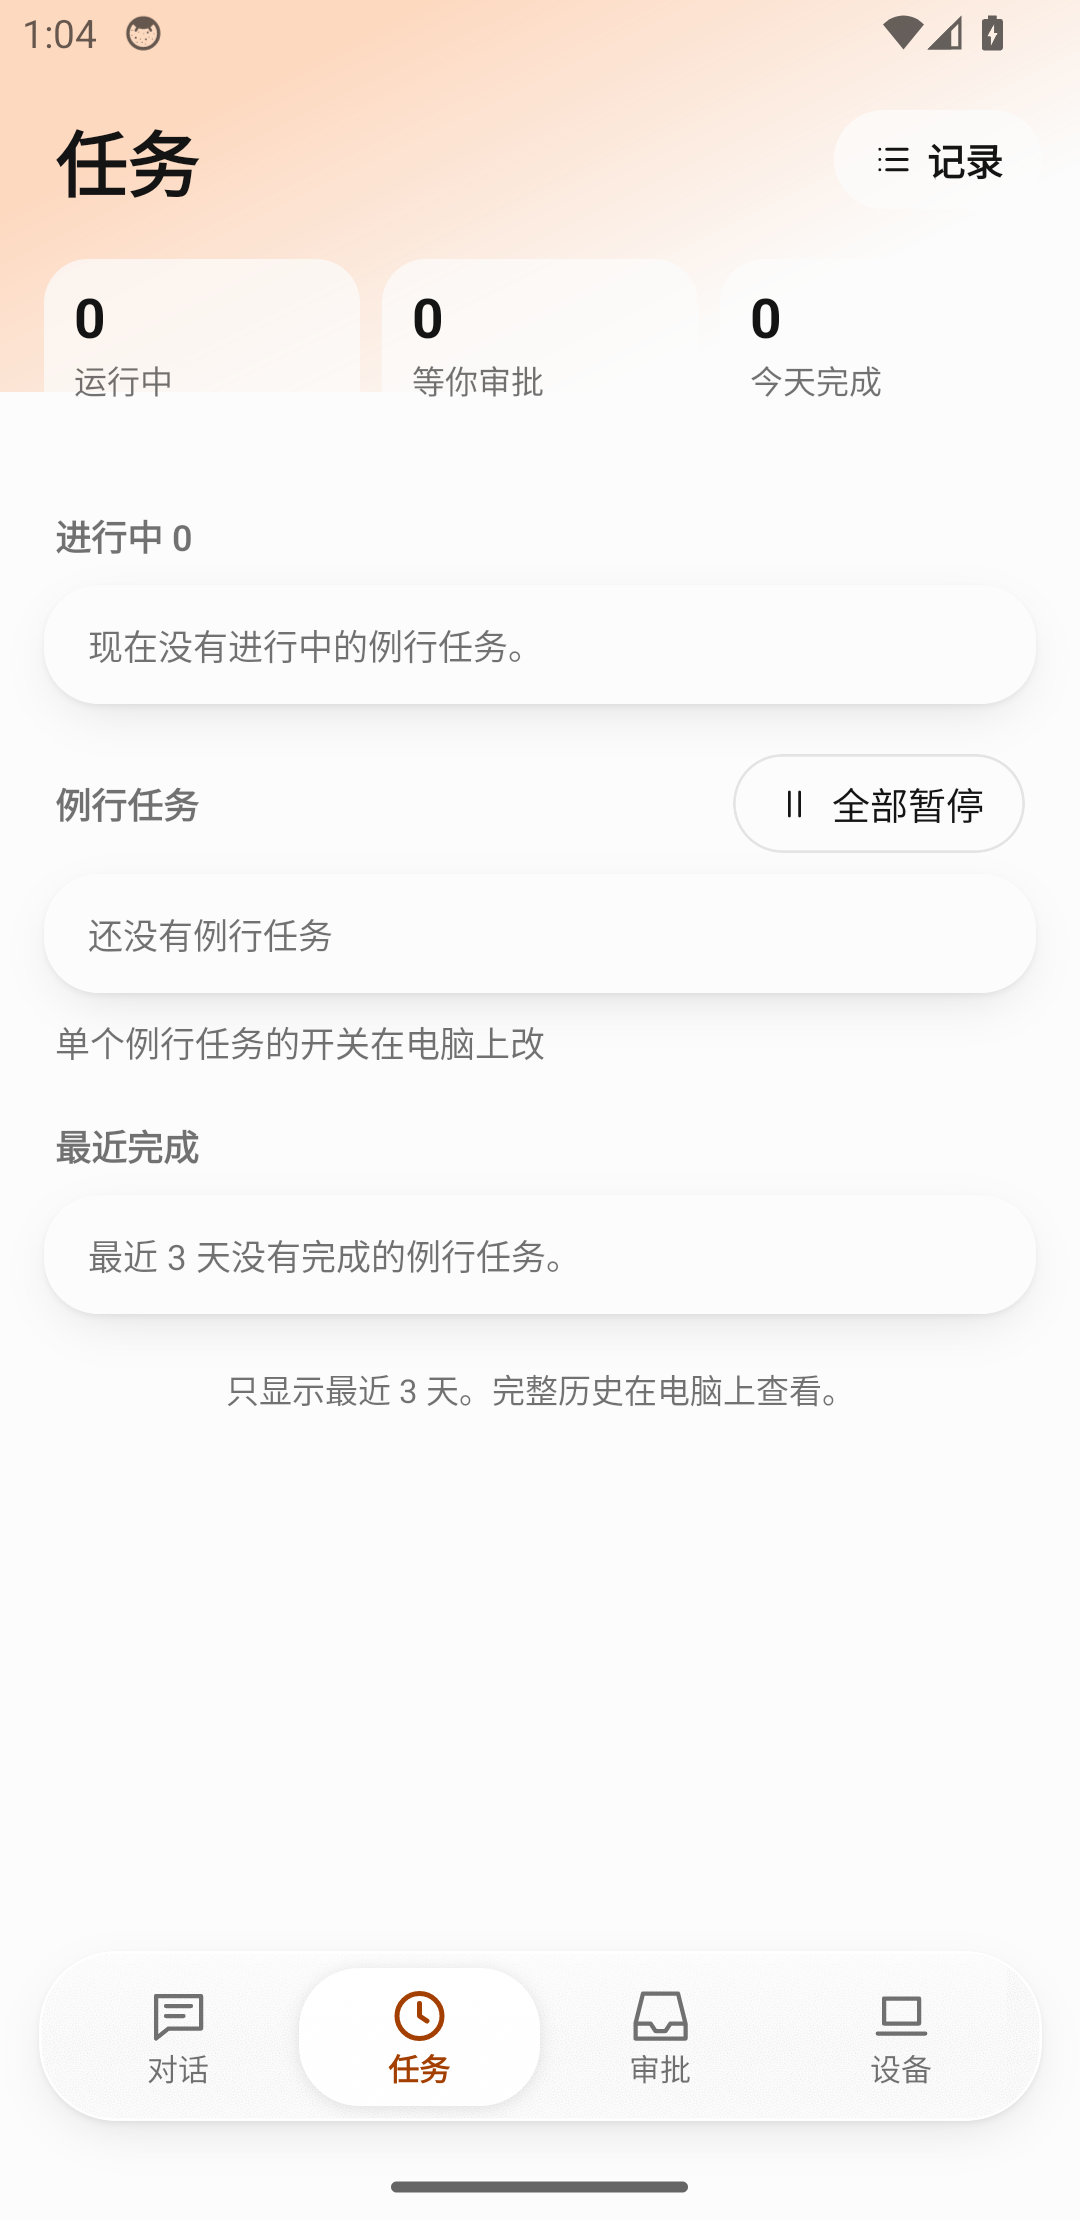 1:04
任务
记录
0
0
0
运行中
等你审批
今天完成
进行中 0
现在没有进行中的例行任务。
例行任务
全部暂停
还没有例行任务
单个例行任务的开关在电脑上改
最近完成
最近 3 天没有完成的例行任务。
只显示最近 3 天。完整历史在电脑上查看。
对话
任务
审批
设备